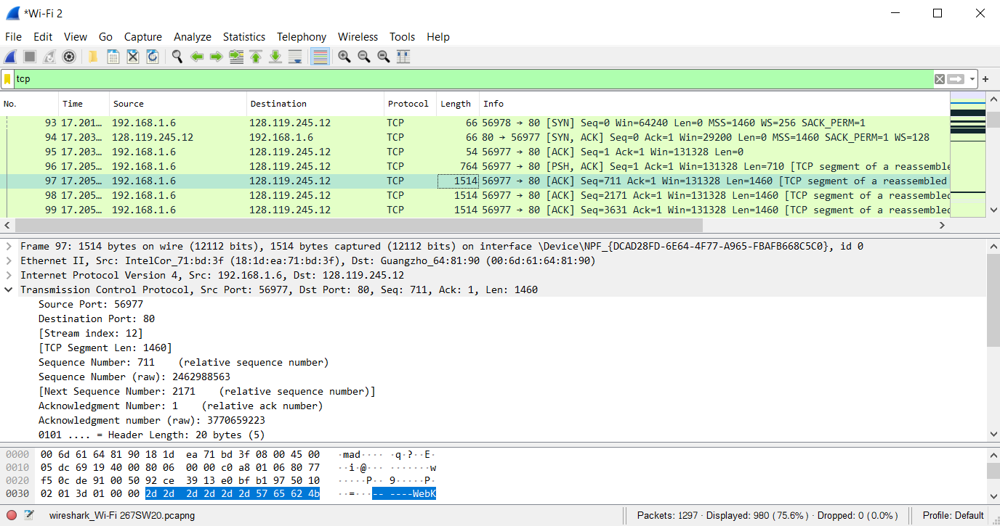 *Wi-Fi 2
File Edit View Go Capture Analyze Statistics Telephony Wireless Tools Help
tcp
No. Time Source Destination Protocol Length Info
93 17.201… 192.168.1.6 128.119.245.12 TCP 66 56978 → 80 [SYN] Seq=0 Win=64240 Len=0 MSS=1460 WS=256 SACK_PERM=1
94 17.203… 128.119.245.12 192.168.1.6 TCP 66 80 → 56977 [SYN, ACK] Seq=0 Ack=1 Win=29200 Len=0 MSS=1460 SACK_PERM=1 WS=128
95 17.203… 192.168.1.6 128.119.245.12 TCP 54 56977 → 80 [ACK] Seq=1 Ack=1 Win=131328 Len=0
96 17.205… 192.168.1.6 128.119.245.12 TCP 764 56977 → 80 [PSH, ACK] Seq=1 Ack=1 Win=131328 Len=710 [TCP segment of a reassemble
97 17.205… 192.168.1.6 128.119.245.12 TCP 1514 56977 → 80 [ACK] Seq=711 Ack=1 Win=131328 Len=1460 [TCP segment of a reassembled
98 17.205… 192.168.1.6 128.119.245.12 TCP 1514 56977 → 80 [ACK] Seq=2171 Ack=1 Win=131328 Len=1460 [TCP segment of a reassembled
99 17.205… 192.168.1.6 128.119.245.12 TCP 1514 56977 → 80 [ACK] Seq=3631 Ack=1 Win=131328 Len=1460 [TCP segment of a reassembled
Frame 97: 1514 bytes on wire (12112 bits), 1514 bytes captured (12112 bits) on interface \Device\NPF_{DCAD28FD-6E64-4F77-A965-FBAFB668C5C0}, id 0
Ethernet II, Src: IntelCor_71:bd:3f (18:1d:ea:71:bd:3f), Dst: Guangzho_64:81:90 (00:6d:61:64:81:90)
Internet Protocol Version 4, Src: 192.168.1.6, Dst: 128.119.245.12
Transmission Control Protocol, Src Port: 56977, Dst Port: 80, Seq: 711, Ack: 1, Len: 1460
Source Port: 56977
Destination Port: 80
[Stream index: 12]
[TCP Segment Len: 1460]
Sequence Number: 711 (relative sequence number)
Sequence Number (raw): 2462988563
[Next Sequence Number: 2171 (relative sequence number)]
Acknowledgment Number: 1 (relative ack number)
Acknowledgment number (raw): 3770659223
0101 .... = Header Length: 20 bytes (5)
0000 00 6d 61 64 81 90 18 1d ea 71 bd 3f 08 00 45 00 ·mad···· ·q·?··E·
0010 05 dc 69 19 40 00 80 06 00 00 c0 a8 01 06 80 77 ··i·@··· ·······w
0020 f5 0c de 91 00 50 92 ce 39 13 e0 bf b1 97 50 10 ·····P·· 9·····P·
0030 02 01 3d 01 00 00 2d 2d 2d 2d 2d 2d 57 65 62 4b ··=···-- ----WebK
wireshark_Wi-Fi 267SW20.pcapng Packets: 1297 · Displayed: 980 (75.6%) · Dropped: 0 (0.0%) Profile: Default